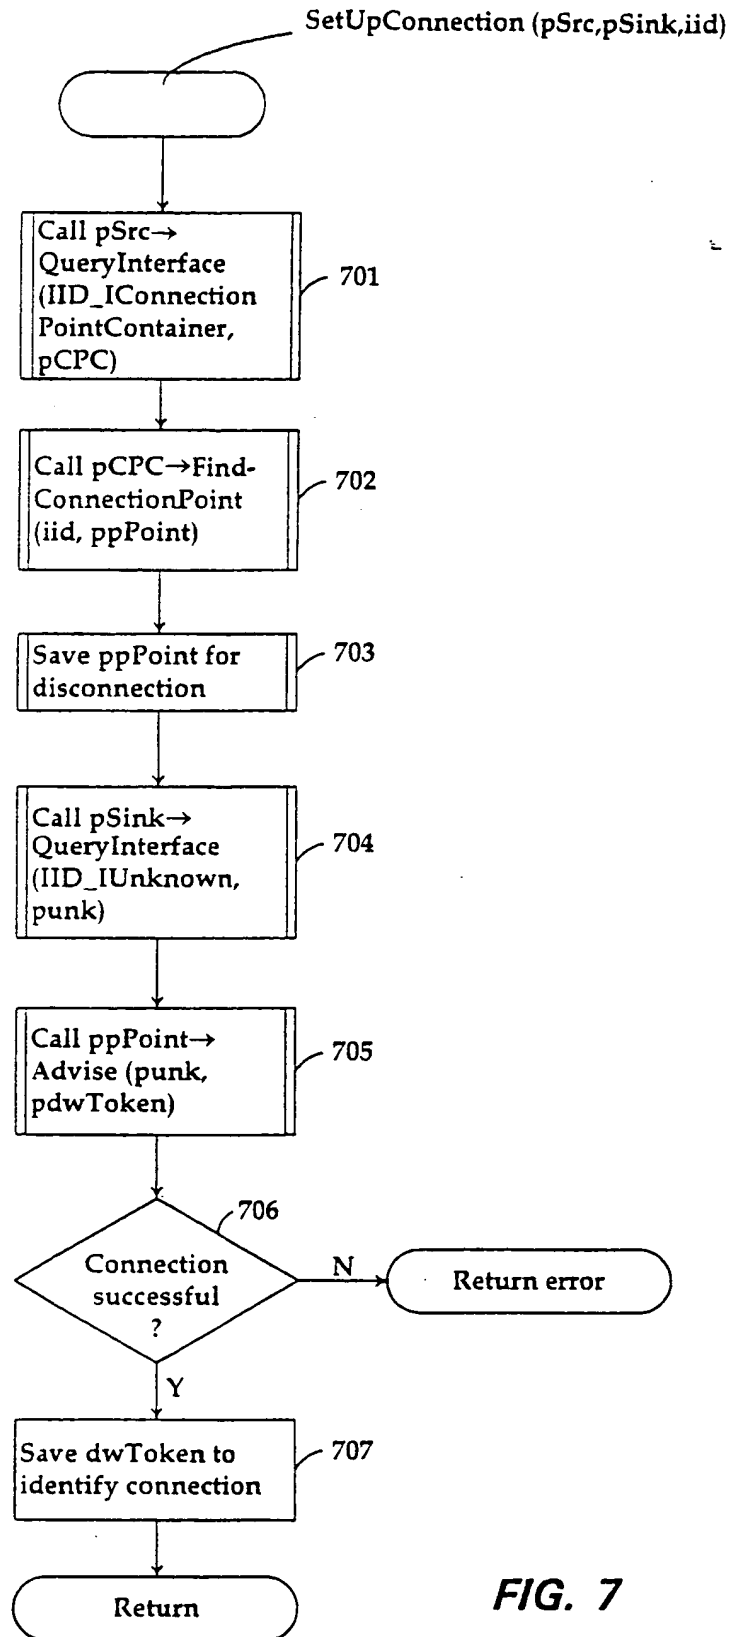 SetUpConnection (pSrc,pSink,iid)
Call pSrc→
QueryInterface
(IID_IConnection
PointContainer,
pCPC)
701
Call pCPC→Find-
ConnectionPoint
(iid, ppPoint)
702
Save ppPoint for
disconnection
703
Call pSink→
QueryInterface
(IID_IUnknown,
punk)
704
Call ppPoint→
Advise (punk,
pdwToken)
705
706
Connection
successful
?
N
Return error
Y
Save dwToken to
identify connection
707
Return
FIG. 7